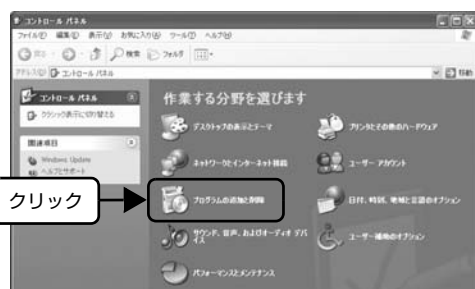 コントロール パネル
ファイル(F) 編集(E) 表示(V) お気に入り(A) ツール(T) ヘルプ(H)
戻る 検索 フォルダ
アドレス(D) コントロール パネル 移動
コントロール パネル
クラシック表示に切り替える
関連項目
Windows Update
ヘルプとサポート
作業する分野を選びます
デスクトップの表示とテーマ
プリンタとその他のハードウェア
ネットワークとインターネット接続
ユーザー アカウント
プログラムの追加と削除
日付、時刻、地域と言語のオプション
サウンド、音声、およびオーディオ デバイス
ユーザー補助のオプション
パフォーマンスとメンテナンス
クリック